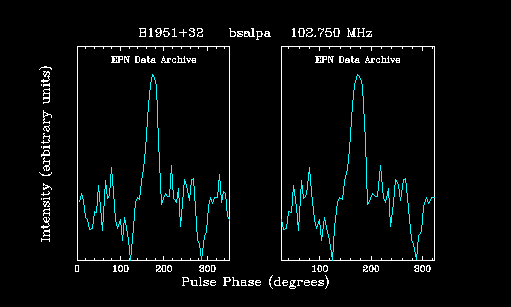 B1951+32 bsalpa 102.750 MHz
EPN Data Archive EPN Data Archive
Intensity (arbitrary units)
0 100 200 300 100 200 300
Pulse Phase (degrees)